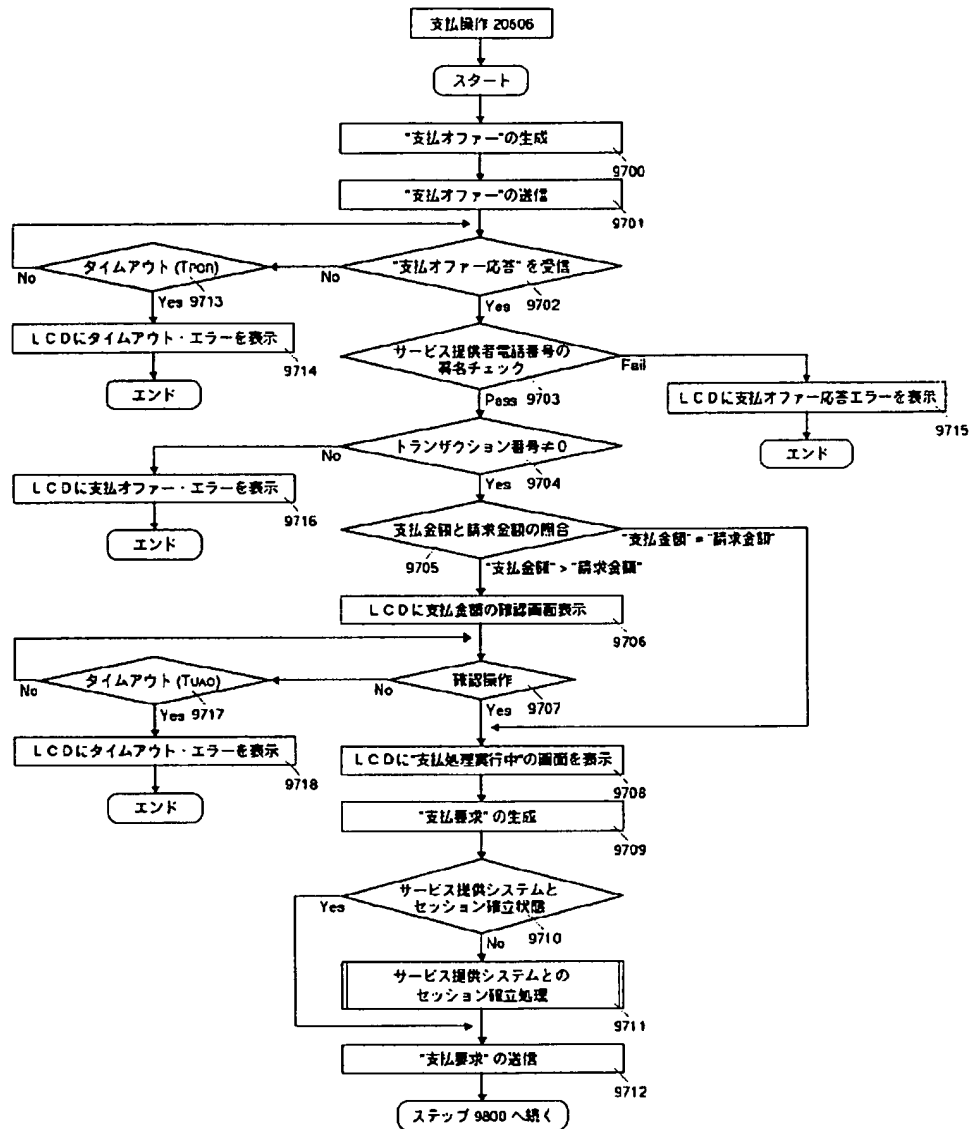 支払操作 20506
スタート
"支払オファー"の生成
9700
"支払オファー"の送信
9701
タイムアウト (TPON)
No
Yes 9713
"支払オファー応答" を受信
No
9702
Yes
LCDにタイムアウト・エラーを表示
9714
エンド
サービス提供者電話番号の
署名チェック
Fail
Pass
9703
LCDに支払オファー応答エラーを表示
9715
エンド
トランザクション番号≠0
No
9704
Yes
LCDに支払オファー・エラーを表示
9716
エンド
支払金額と請求金額の照合
9705
"支払金額" = "請求金額"
"支払金額" > "請求金額"
LCDに支払金額の確認画面表示
9706
タイムアウト (TUAO)
No
Yes 9717
確認操作
No
9707
Yes
LCDにタイムアウト・エラーを表示
9718
エンド
LCDに"支払処理実行中"の画面を表示
9708
"支払要求" の生成
9709
サービス提供システムと
セッション確立状態
Yes
9710
No
サービス提供システムとの
セッション確立処理
9711
"支払要求" の送信
9712
ステップ 9800 へ続く